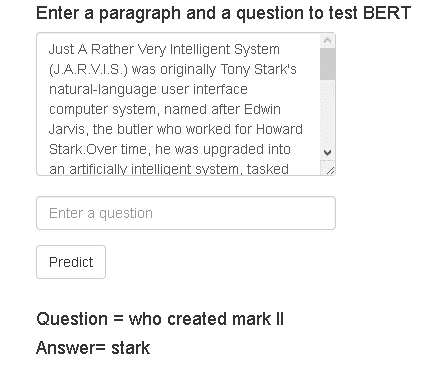 Enter a paragraph and a question to test BERT
Just A Rather Very Intelligent System
(J.A.R.V.I.S.) was originally Tony Stark's
natural-language user interface
computer system, named after Edwin
Jarvis, the butler who worked for Howard
Stark.Over time, he was upgraded into
an artificially intelligent system, tasked
Enter a question
Predict
Question = who created mark II
Answer= stark